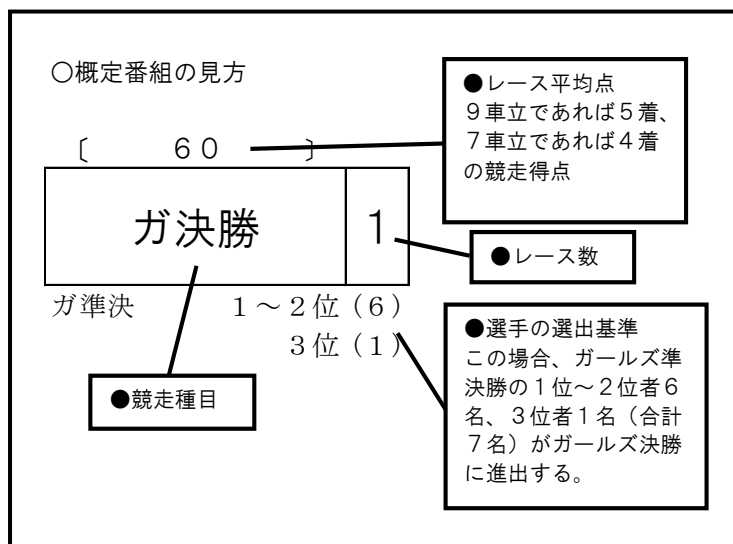 ○概定番組の見方
●レース平均点
９車立であれば５着、
７車立であれば４着
の競走得点
〔　６０　〕
ガ決勝　１
●レース数
ガ準決　１～２位（６）
３位（１）
●選手の選出基準
この場合、ガールズ準
決勝の１位～２位者６
名、３位者１名（合計
７名）がガールズ決勝
に進出する。
●競走種目